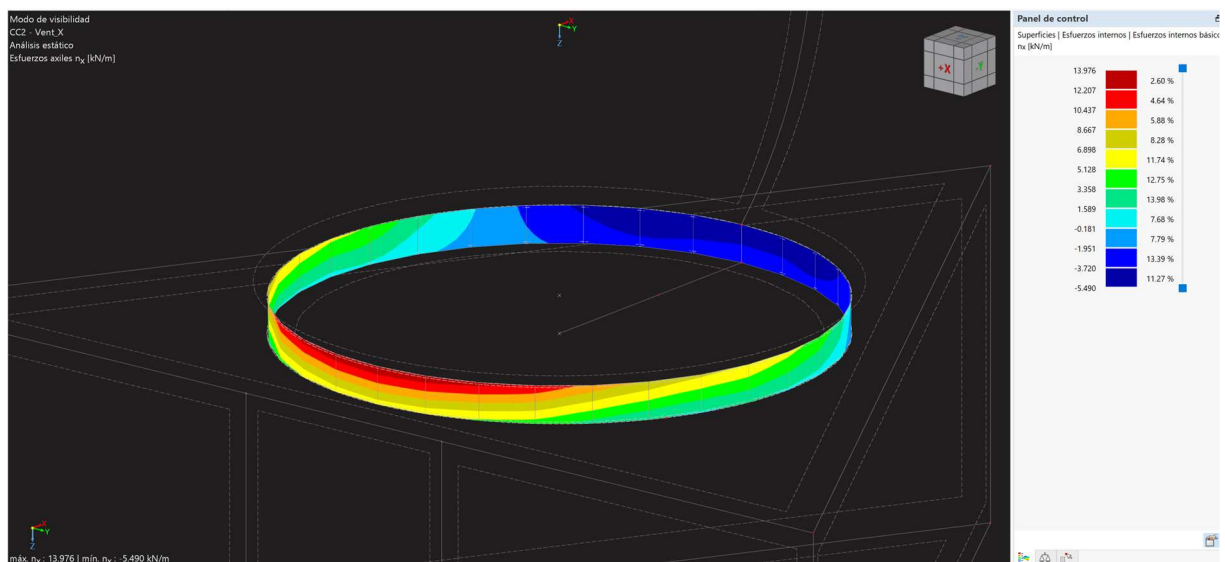 Modo de visibilidad
CC2 - Vent_X
Análisis estático
Esfuerzos axiles nx [kN/m]
X
Y
Z
+X
-Y
X
Y
Z
máx. nx : 13.976 | mín. nx : -5.490 kN/m
Panel de control
Superficies | Esfuerzos internos | Esfuerzos internos básico
nx [kN/m]
13.976
2.60 %
12.207
4.64 %
10.437
5.88 %
8.667
8.28 %
6.898
11.74 %
5.128
12.75 %
3.358
13.98 %
1.589
7.68 %
-0.181
7.79 %
-1.951
13.39 %
-3.720
11.27 %
-5.490